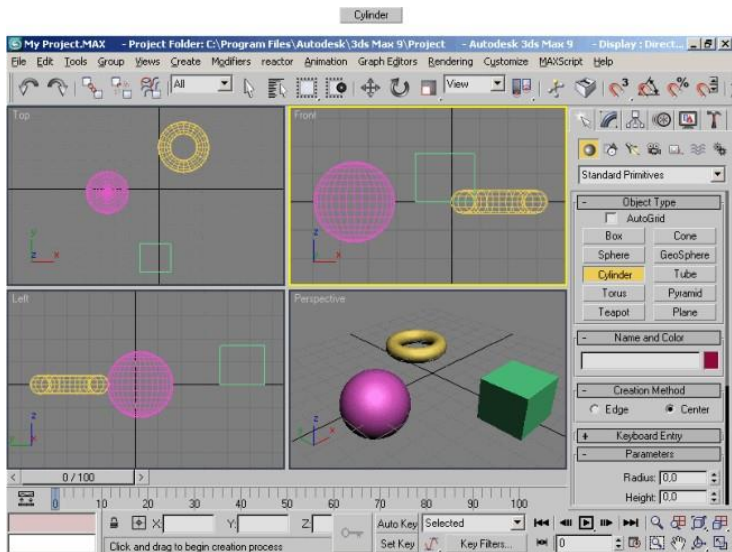 Cylinder
My Project.MAX - Project Folder: C:\Program Files\Autodesk\3ds Max 9\Project - Autodesk 3ds Max 9 - Display : Direct...
File Edit Tools Group Views Create Modifiers reactor Animation Graph Editors Rendering Customize MAXScript Help
All View
Top Front
Left Perspective
Standard Primitives
- Object Type
AutoGrid
Box Cone
Sphere GeoSphere
Cylinder Tube
Torus Pyramid
Teapot Plane
- Name and Color
- Creation Method
Edge Center
+ Keyboard Entry
- Parameters
Radius: 0,0
Height: 0,0
< 0 / 100 >
0 10 20 30 40 50 60 70 80 90 100
X: Y: Z: Auto Key Selected
Click and drag to begin creation process Set Key Key Filters... 0